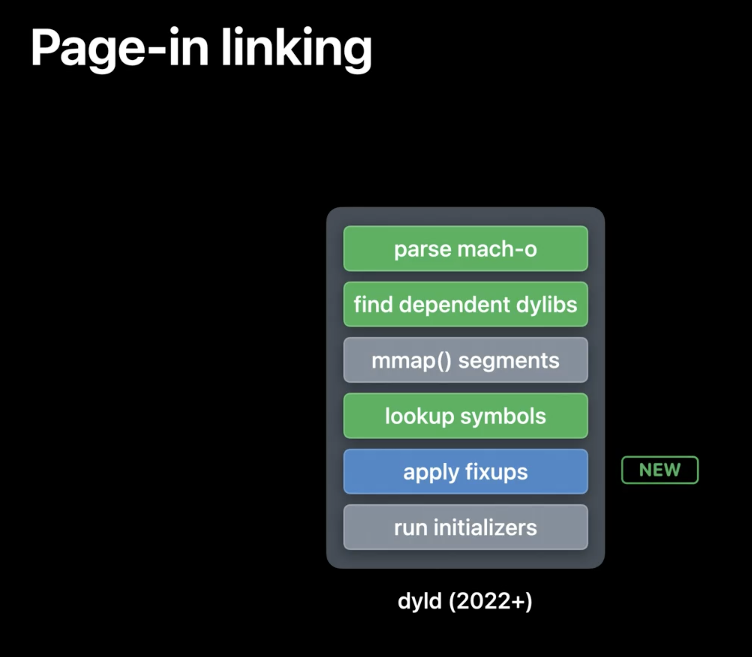 Page-in linking
parse mach-o
find dependent dylibs
mmap() segments
lookup symbols
apply fixups
NEW
run initializers
dyld (2022+)